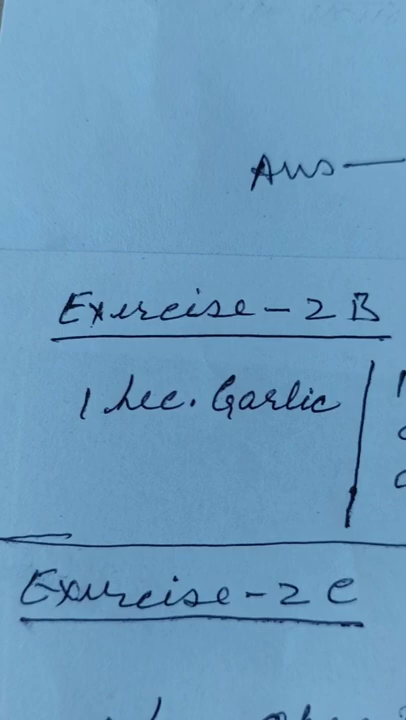 Ans —
Exercise - 2 B
1 Lec. Garlic
Exercise - 2 C